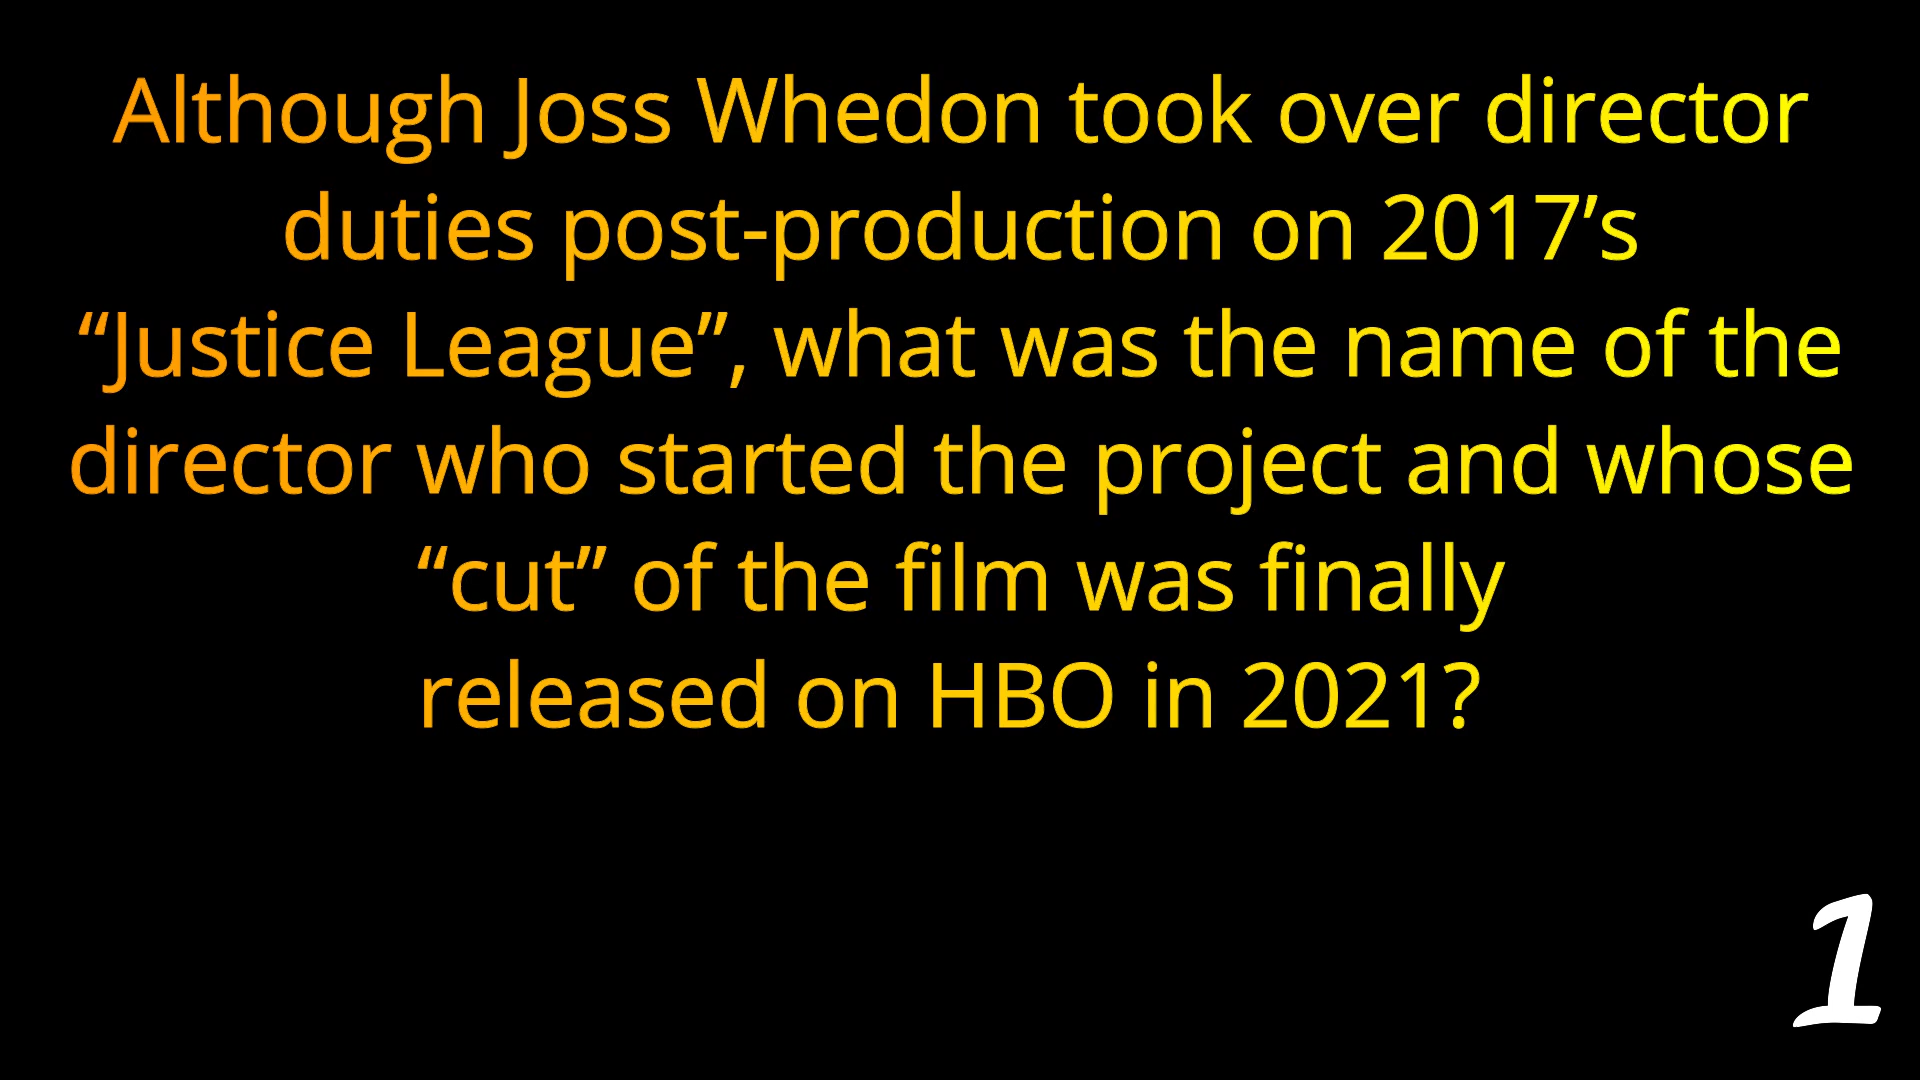 Although Joss Whedon took over director
duties post-production on 2017’s
“Justice League”, what was the name of the
director who started the project and whose
“cut” of the film was finally
released on HBO in 2021?
1